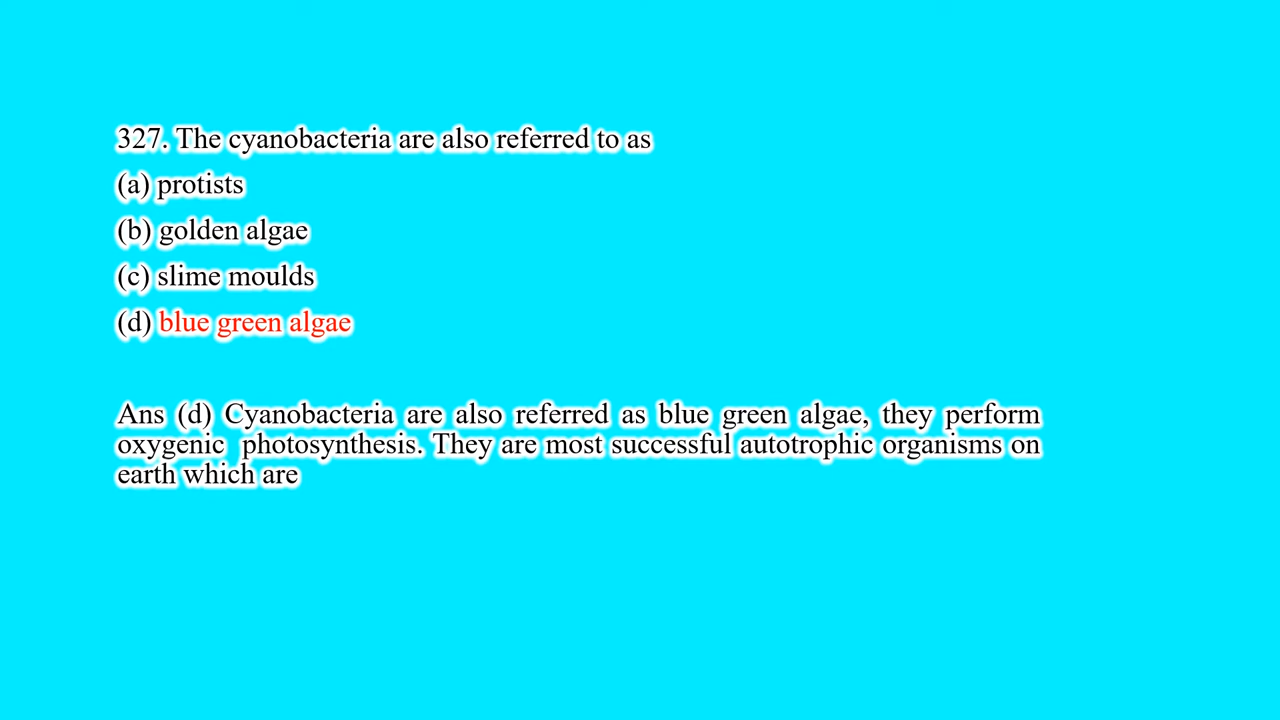 327. The cyanobacteria are also referred to as
(a) protists
(b) golden algae
(c) slime moulds
(d) blue green algae
Ans (d) Cyanobacteria are also referred as blue green algae, they perform
oxygenic photosynthesis. They are most successful autotrophic organisms on
earth which are